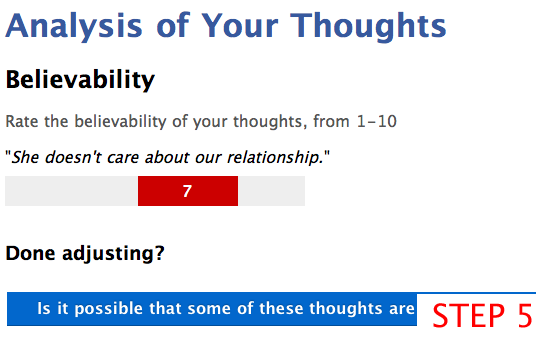 Analysis of Your Thoughts
Believability
Rate the believability of your thoughts, from 1-10
"She doesn't care about our relationship."
7
Done adjusting?
Is it possible that some of these thoughts are
STEP 5